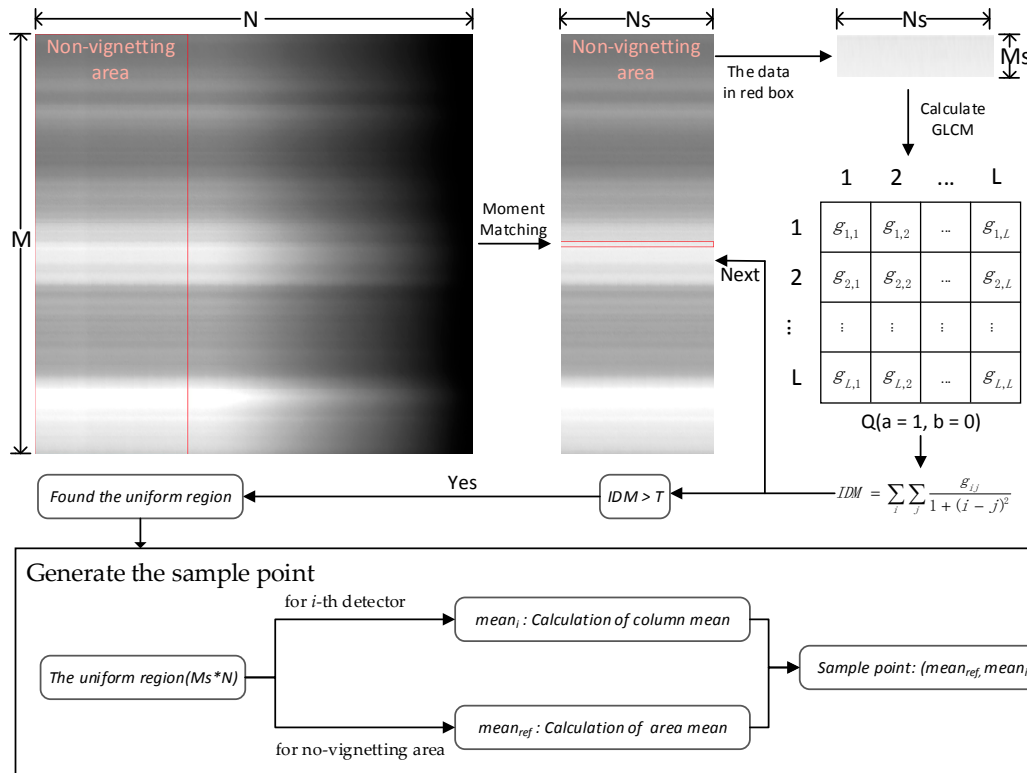 N
Ns
Ns
Non-vignetting
area
Non-vignetting
area
The data
in red box
Ms
Calculate
GLCM
M
Moment
Matching
Next
1 2 ... L
1 g1,1 g1,2 ... g1,L
2 g2,1 g2,2 ... g2,L
⋮ ⋮ ⋮ ⋮ ⋮
L gL,1 gL,2 ... gL,L
Q(a = 1, b = 0)
Found the uniform region
Yes
IDM > T
IDM = ∑i ∑j gij / (1 + (i − j)²)
Generate the sample point
for i-th detector
meani : Calculation of column mean
The uniform region(Ms*N)
Sample point: (meanref, meani
meanref : Calculation of area mean
for no-vignetting area